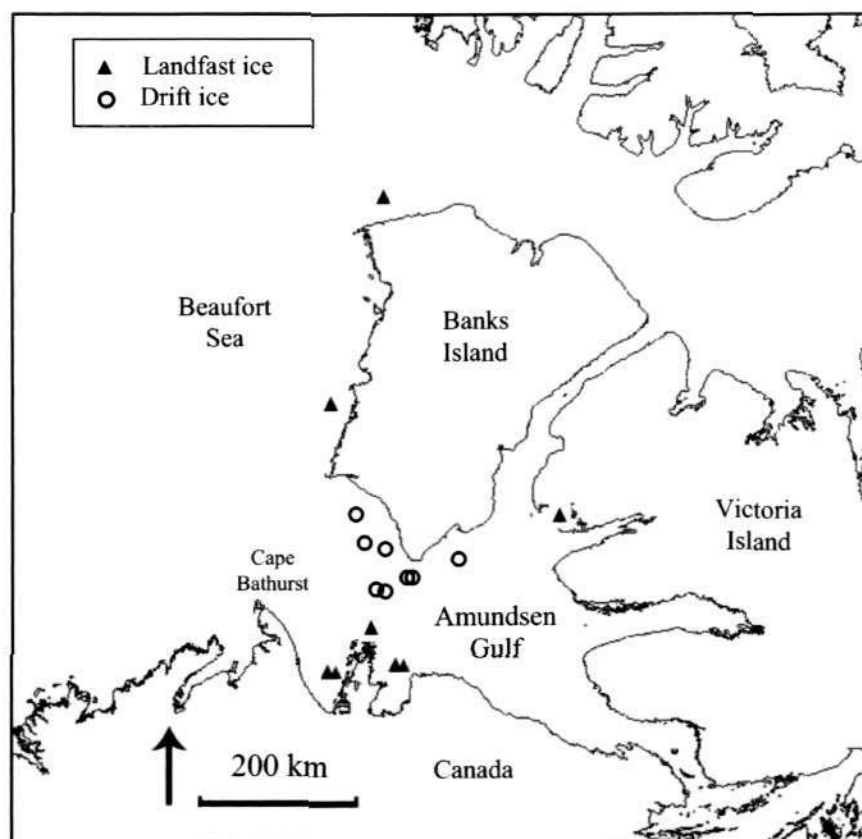 Landfast ice
Drift ice
Beaufort
Sea
Banks
Island
Victoria
Island
Cape
Bathurst
Amundsen
Gulf
200 km
Canada